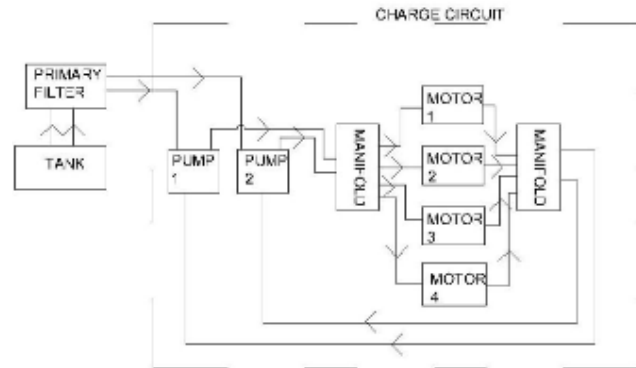 CHARGE CIRCUIT
PRIMARY
FILTER
TANK
PUMP
1
PUMP
2
MANIFOLD
MOTOR
1
MOTOR
2
MOTOR
3
MOTOR
4
MANIFOLD